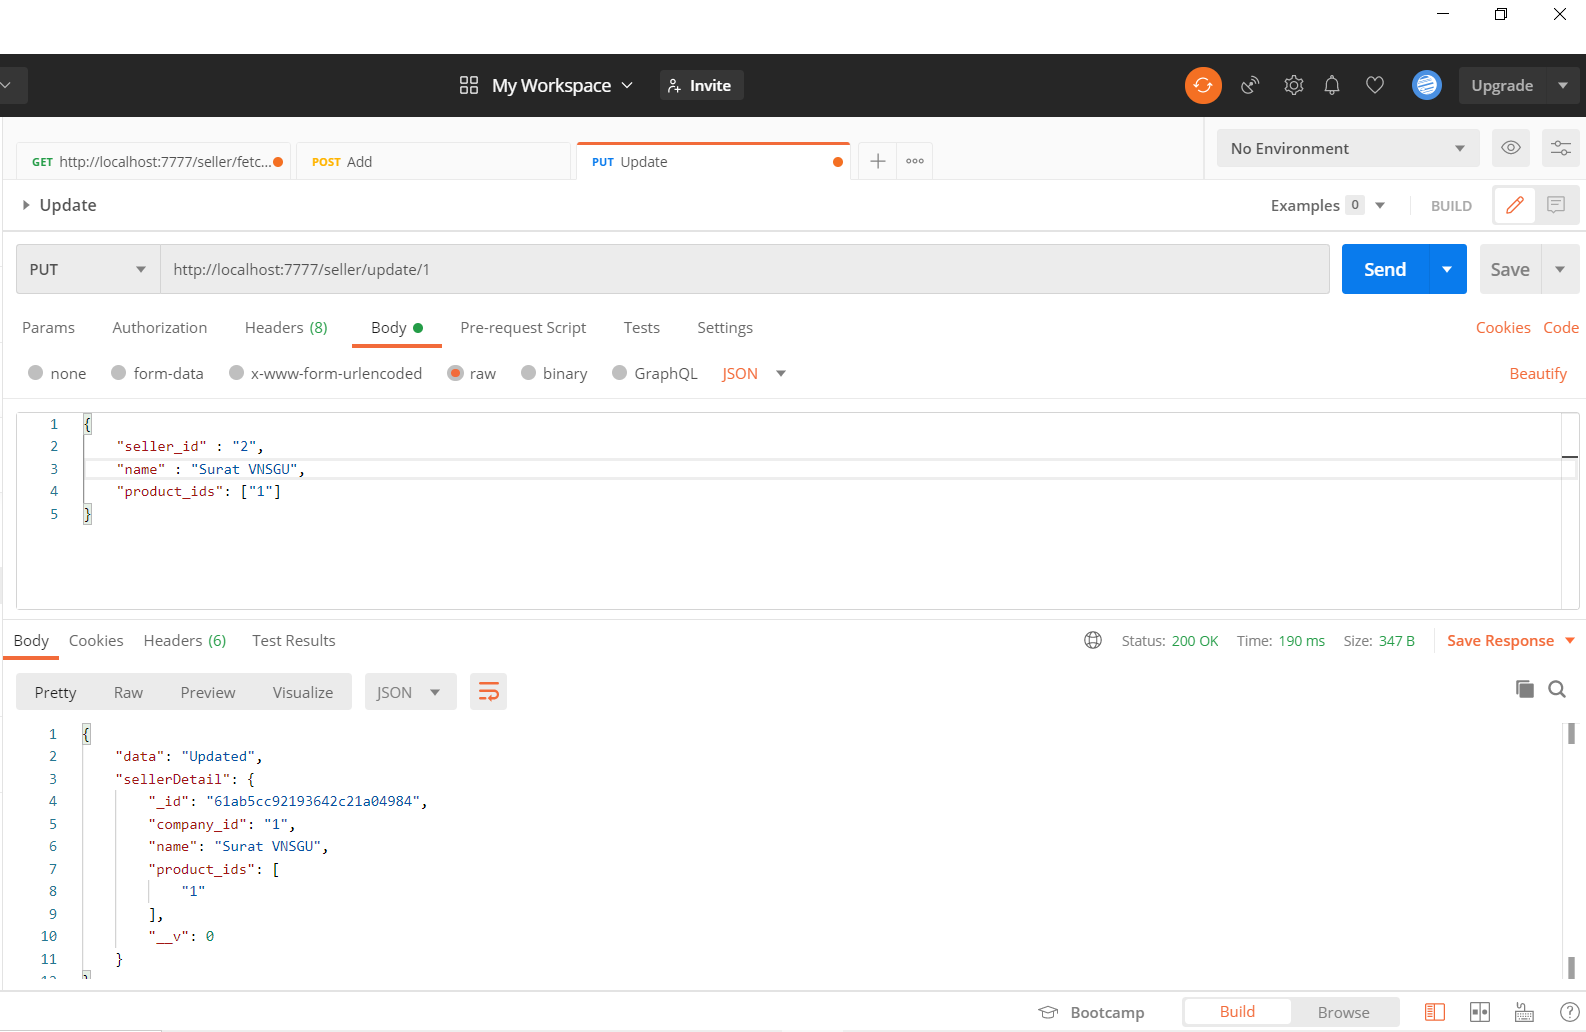 My Workspace Invite Upgrade
GET http://localhost:7777/seller/fetc... POST Add PUT Update No Environment
Update Examples 0 BUILD
PUT http://localhost:7777/seller/update/1 Send Save
Params Authorization Headers (8) Body Pre-request Script Tests Settings Cookies Code
none form-data x-www-form-urlencoded raw binary GraphQL JSON Beautify
1 {
2 "seller_id" : "2",
3 "name" : "Surat VNSGU",
4 "product_ids": ["1"]
5 }
Body Cookies Headers (6) Test Results Status: 200 OK Time: 190 ms Size: 347 B Save Response
Pretty Raw Preview Visualize JSON
1 {
2 "data": "Updated",
3 "sellerDetail": {
4 "_id": "61ab5cc92193642c21a04984",
5 "company_id": "1",
6 "name": "Surat VNSGU",
7 "product_ids": [
8 "1"
9 ],
10 "__v": 0
11 }
12 }
Bootcamp Build Browse